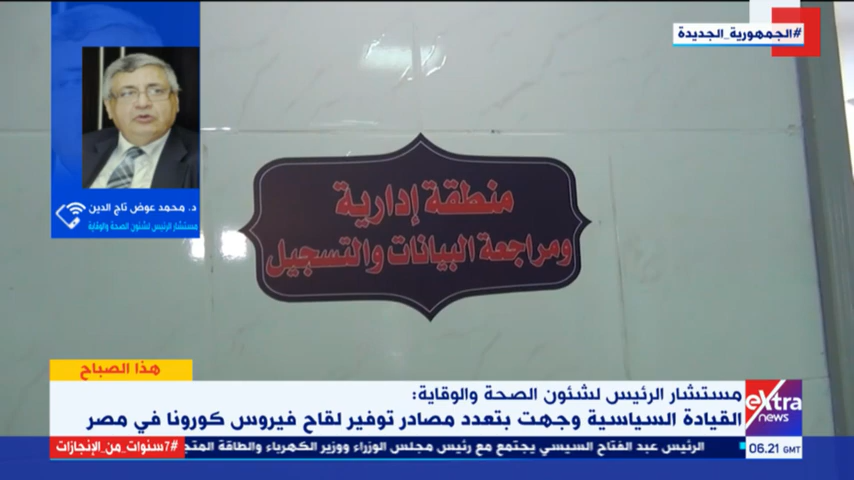 #الجمهورية_الجديدة
د. محمد عوض تاج الدين
مستشار الرئيس لشئون الصحة والوقاية
منطقة إدارية
ومراجعة البيانات والتسجيل
هذا الصباح
مستشار الرئيس لشئون الصحة والوقاية:
القيادة السياسية وجهت بتعدد مصادر توفير لقاح فيروس كورونا في مصر
eXtra
news
06.21 GMT
الرئيس عبد الفتاح السيسي يجتمع مع رئيس مجلس الوزراء ووزير الكهرباء والطاقة المتج
#7سنوات_من_الإنجازات